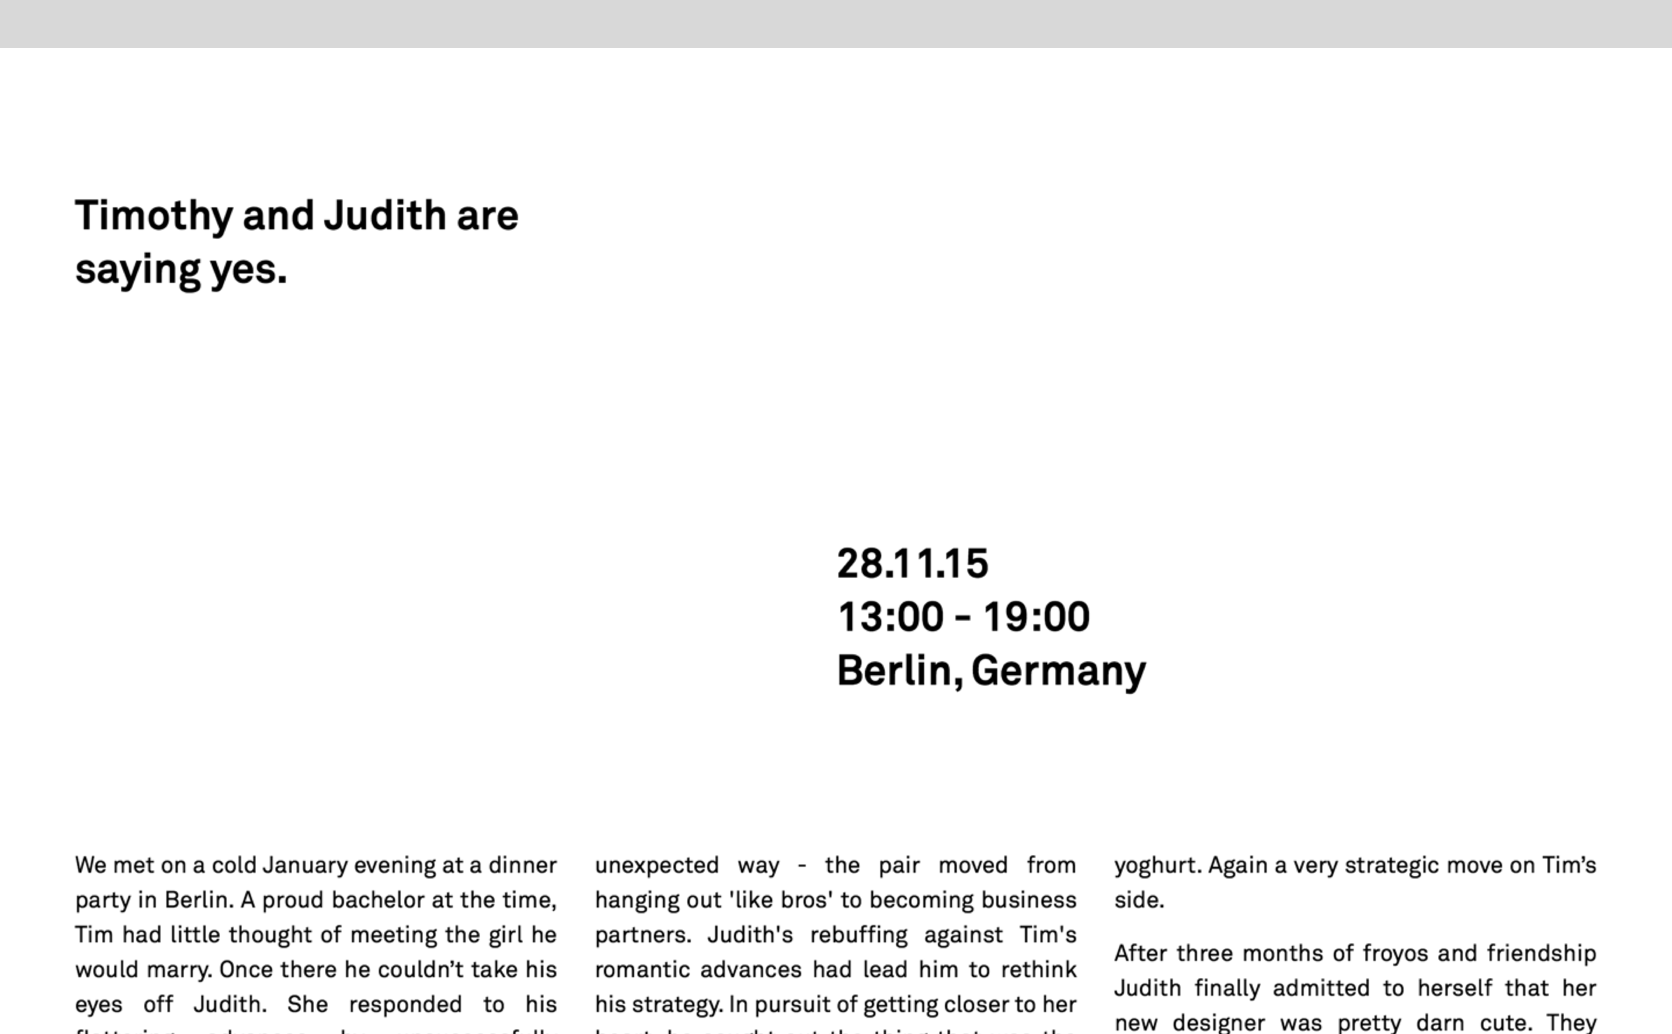 Timothy and Judith are
saying yes.
28.11.15
13:00 - 19:00
Berlin, Germany
We met on a cold January evening at a dinner
party in Berlin. A proud bachelor at the time,
Tim had little thought of meeting the girl he
would marry. Once there he couldn’t take his
eyes off Judith. She responded to his
unexpected way - the pair moved from
hanging out 'like bros' to becoming business
partners. Judith's rebuffing against Tim's
romantic advances had lead him to rethink
his strategy. In pursuit of getting closer to her
yoghurt. Again a very strategic move on Tim’s
side.
After three months of froyos and friendship
Judith finally admitted to herself that her
new designer was pretty darn cute. They